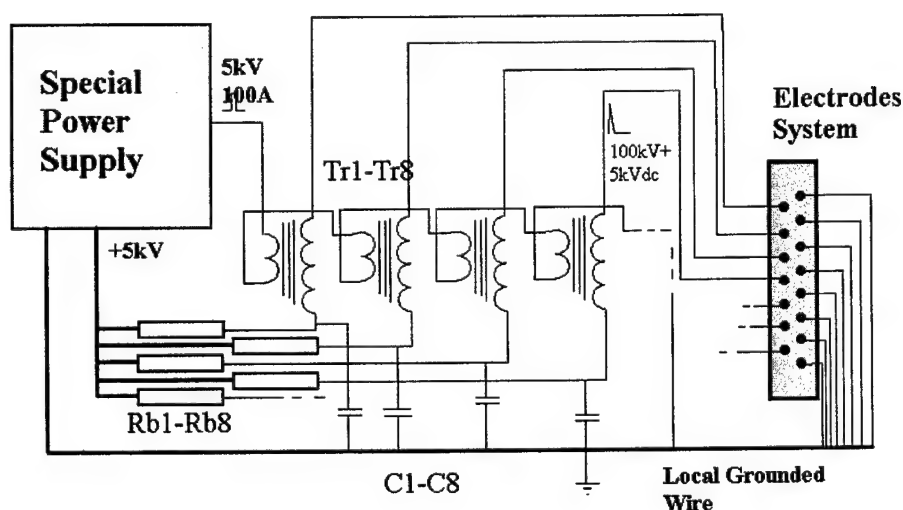 Special
Power
Supply
5kV
100A
Electrodes
System
100kV+
5kVdc
Tr1-Tr8
+5kV
Rb1-Rb8
C1-C8
Local Grounded
Wire